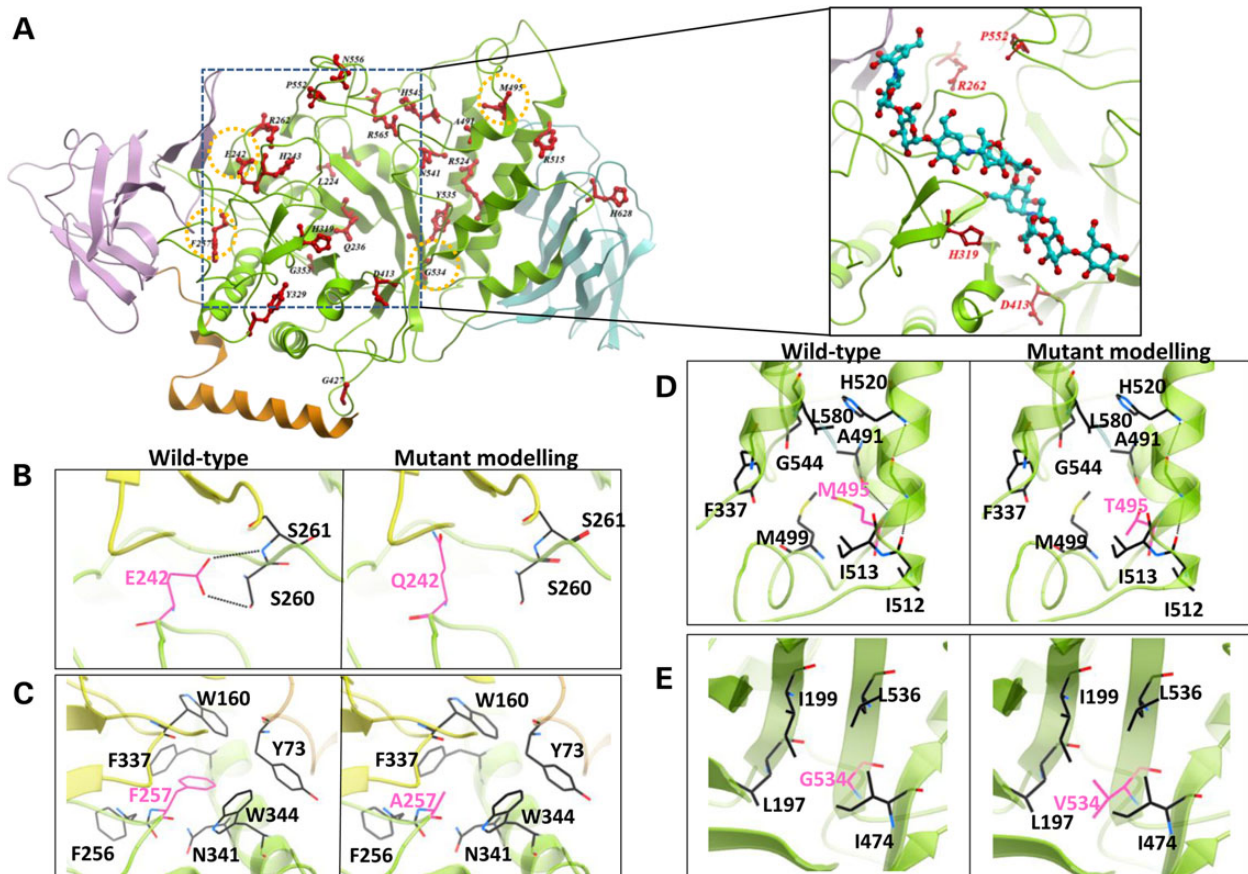 A
N556
P552
H545
M495
R262
R565
A491
E242
H243
R515
L224
N541
R524
Y535
H628
F257
H319
Q236
G353
D413
G534
Y329
G427
P552
R262
H319
D413
B
Wild-type
Mutant modelling
S261
S261
E242
S260
Q242
S260
C
W160
W160
F337
Y73
F337
Y73
F257
A257
W344
W344
F256
N341
F256
N341
D
Wild-type
Mutant modelling
H520
H520
L580
L580
A491
A491
G544
G544
F337
M495
F337
T495
M499
M499
I513
I513
I512
I512
E
I199
L536
I199
L536
G534
V534
L197
L197
I474
I474